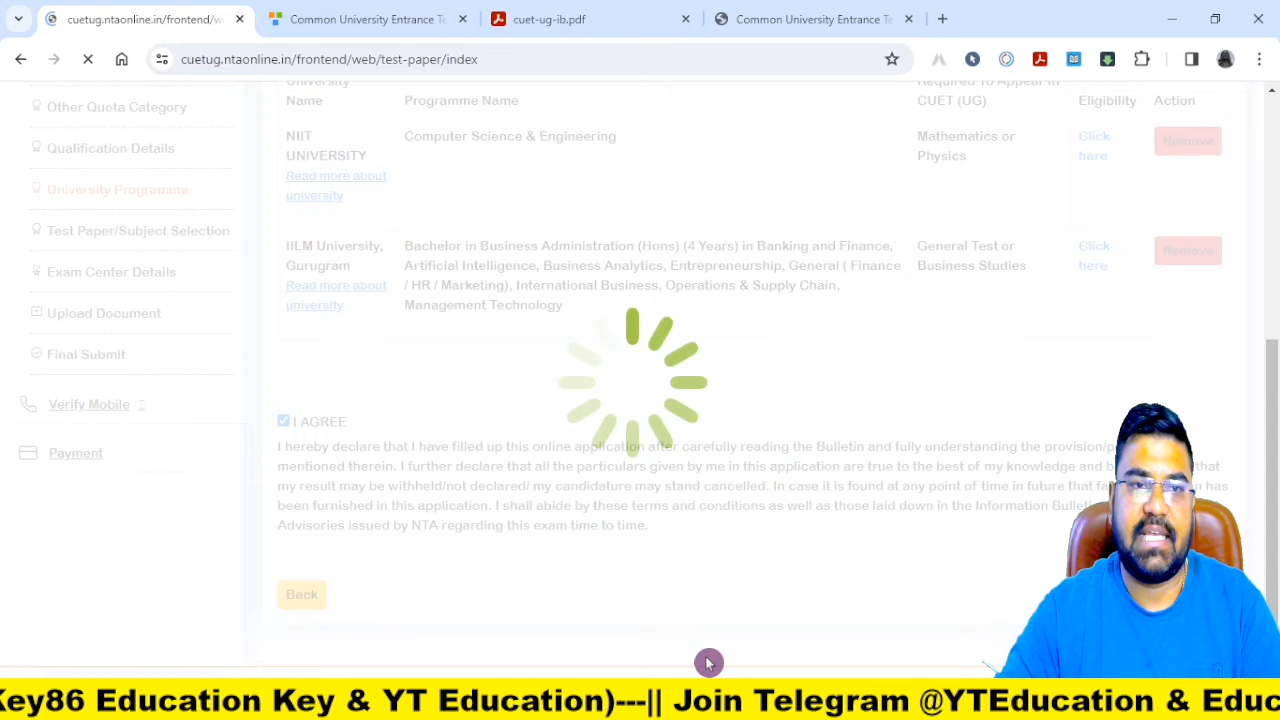 cuetug.ntaonline.in/frontend/w
Common University Entrance Te
cuet-ug-ib.pdf
Common University Entrance Te
cuetug.ntaonline.in/frontend/web/test-paper/index
Other Quota Category
Qualification Details
University Programme
Test Paper/Subject Selection
Exam Center Details
Upload Document
Final Submit
Verify Mobile
Payment
University
Name
Programme Name
Required To Appear In
CUET (UG)
Eligibility
Action
NIIT
UNIVERSITY
Read more about
university
Computer Science & Engineering
Mathematics or
Physics
Click
here
Remove
IILM University,
Gurugram
Read more about
university
Bachelor in Business Administration (Hons) (4 Years) in Banking and Finance,
Artificial Intelligence, Business Analytics, Entrepreneurship, General ( Finance
/ HR / Marketing), International Business, Operations & Supply Chain,
Management Technology
General Test or
Business Studies
Click
here
Remove
I AGREE
I hereby declare that I have filled up this online application after carefully reading the Bulletin and fully understanding the provision/p
mentioned therein. I further declare that all the particulars given by me in this application are true to the best of my knowledge and b that
my result may be withheld/not declared/ my candidature may stand cancelled. In case it is found at any point of time in future that fa has
been furnished in this application. I shall abide by these terms and conditions as well as those laid down in the Information Bulleti
Advisories issued by NTA regarding this exam time to time.
Back
Key86 Education Key & YT Education)---|| Join Telegram @YTEducation & Educ